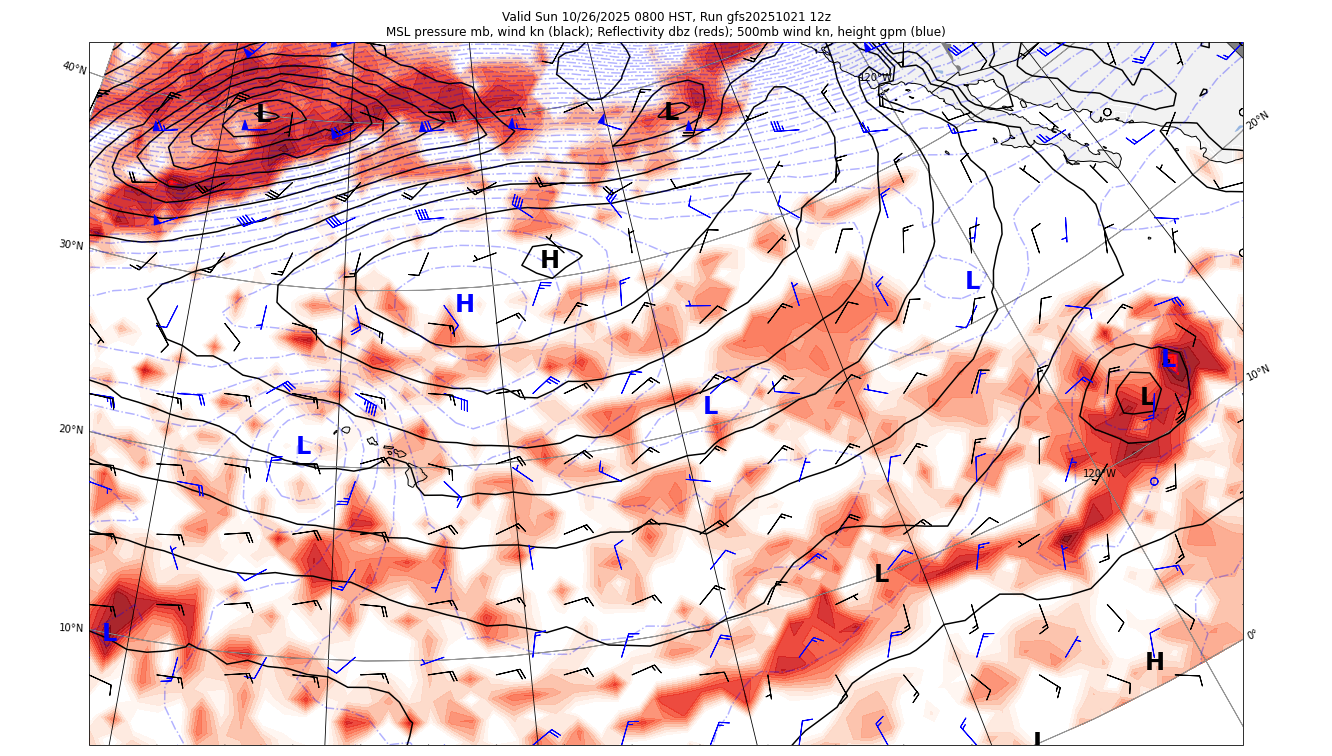 Valid Sun 10/26/2025 0800 HST, Run gfs20251021 12z
MSL pressure mb, wind kn (black); Reflectivity dbz (reds); 500mb wind kn, height gpm (blue)
40°N
120°W
L
L
20°N
30°N
H
H
L
10°N
L
L
L
20°N
L
120°W
L
10°N
L
0°
H
L